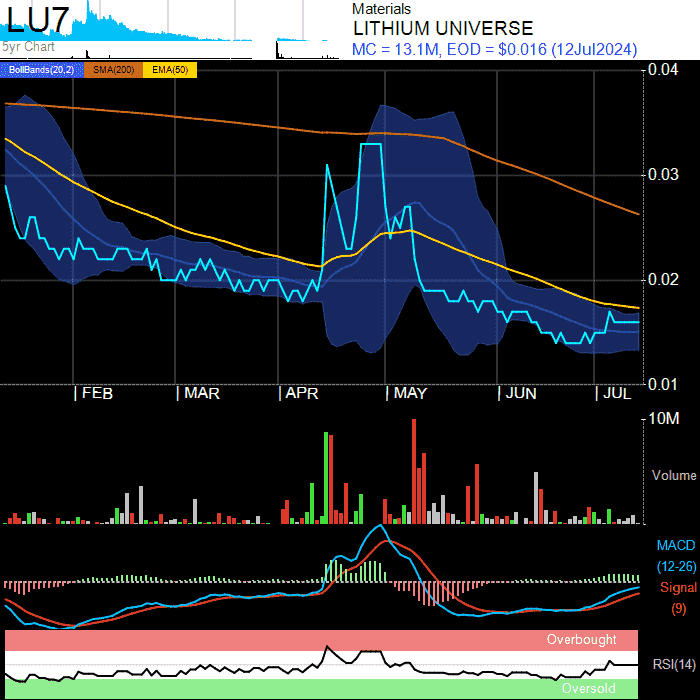 LU7
5yr Chart
Materials
LITHIUM UNIVERSE
MC = 13.1M, EOD = $0.016 (12Jul2024)
BollBands(20,2) SMA(200) EMA(50)
0.04
0.03
0.02
0.01
FEB MAR APR MAY JUN JUL
10M
Volume
MACD
(12-26)
Signal
(9)
Overbought
RSI(14)
Oversold